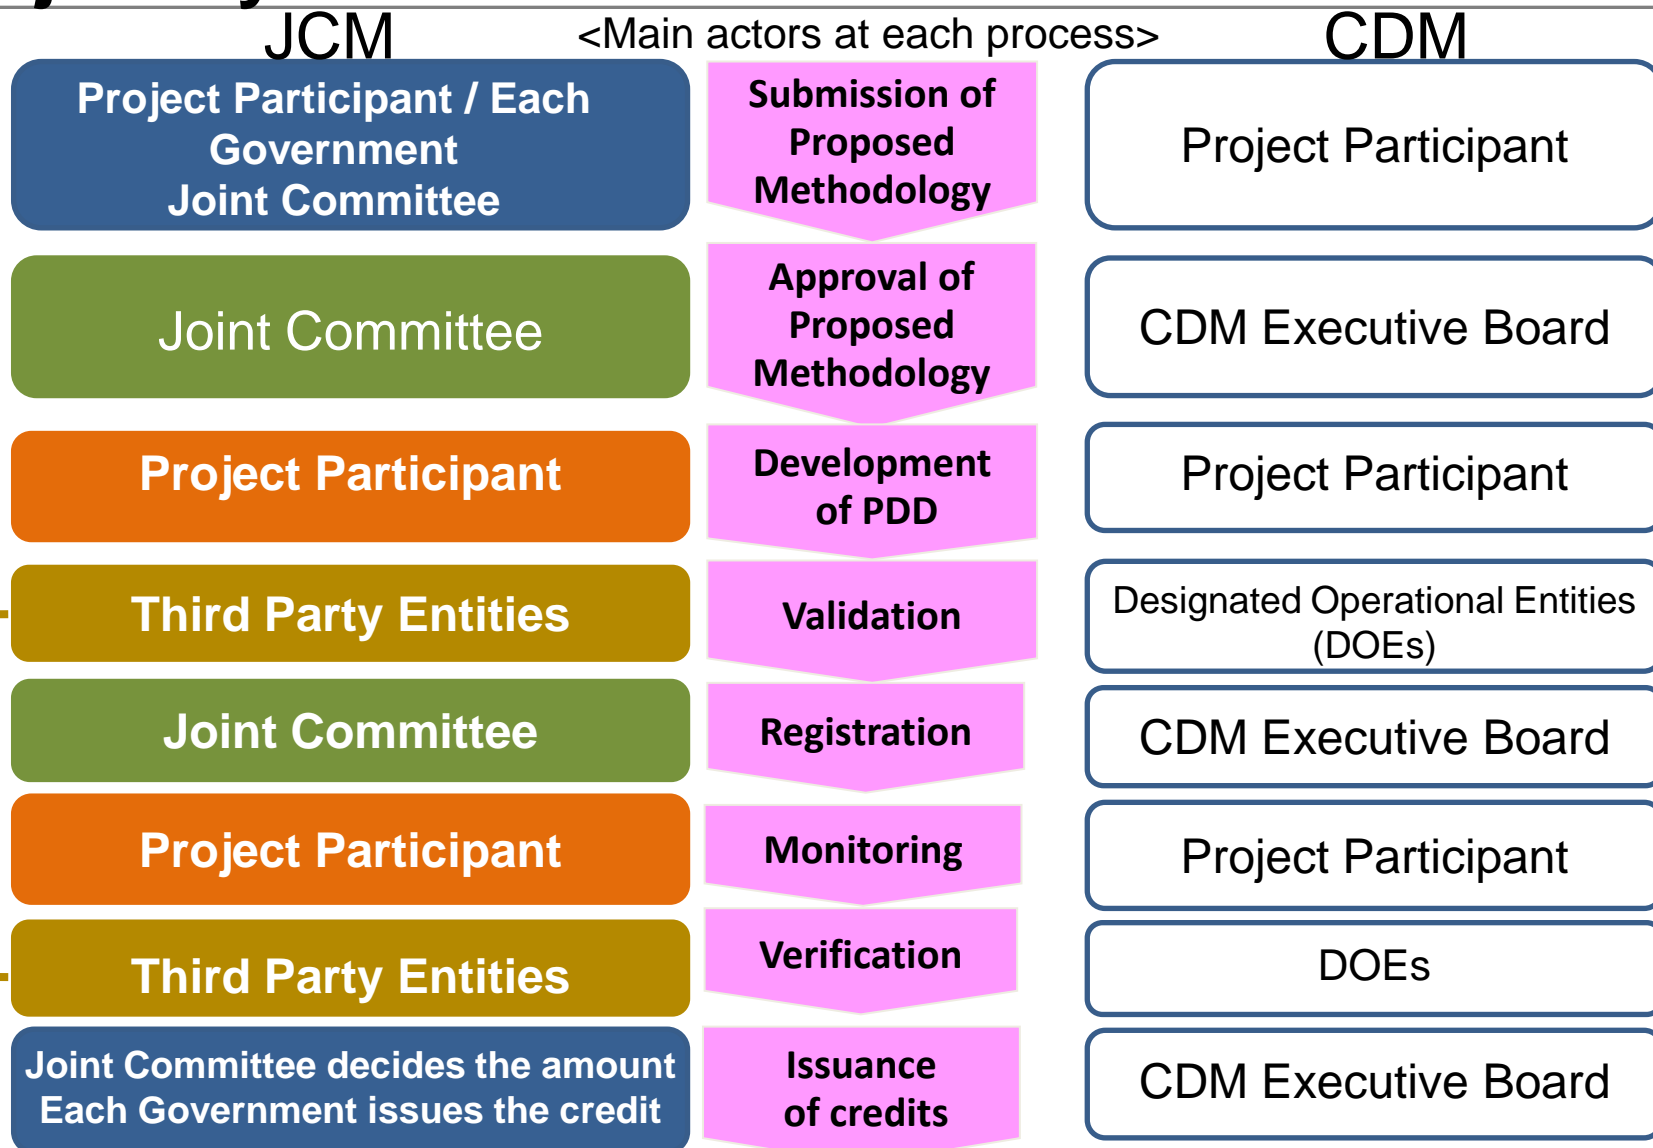 JCM
<Main actors at each process>
CDM
Project Participant / Each
Government
Joint Committee
Submission of
Proposed
Methodology
Project Participant
Joint Committee
Approval of
Proposed
Methodology
CDM Executive Board
Project Participant
Development
of PDD
Project Participant
Third Party Entities
Validation
Designated Operational Entities
(DOEs)
Joint Committee
Registration
CDM Executive Board
Project Participant
Monitoring
Project Participant
Third Party Entities
Verification
DOEs
Joint Committee decides the amount
Each Government issues the credit
Issuance
of credits
CDM Executive Board